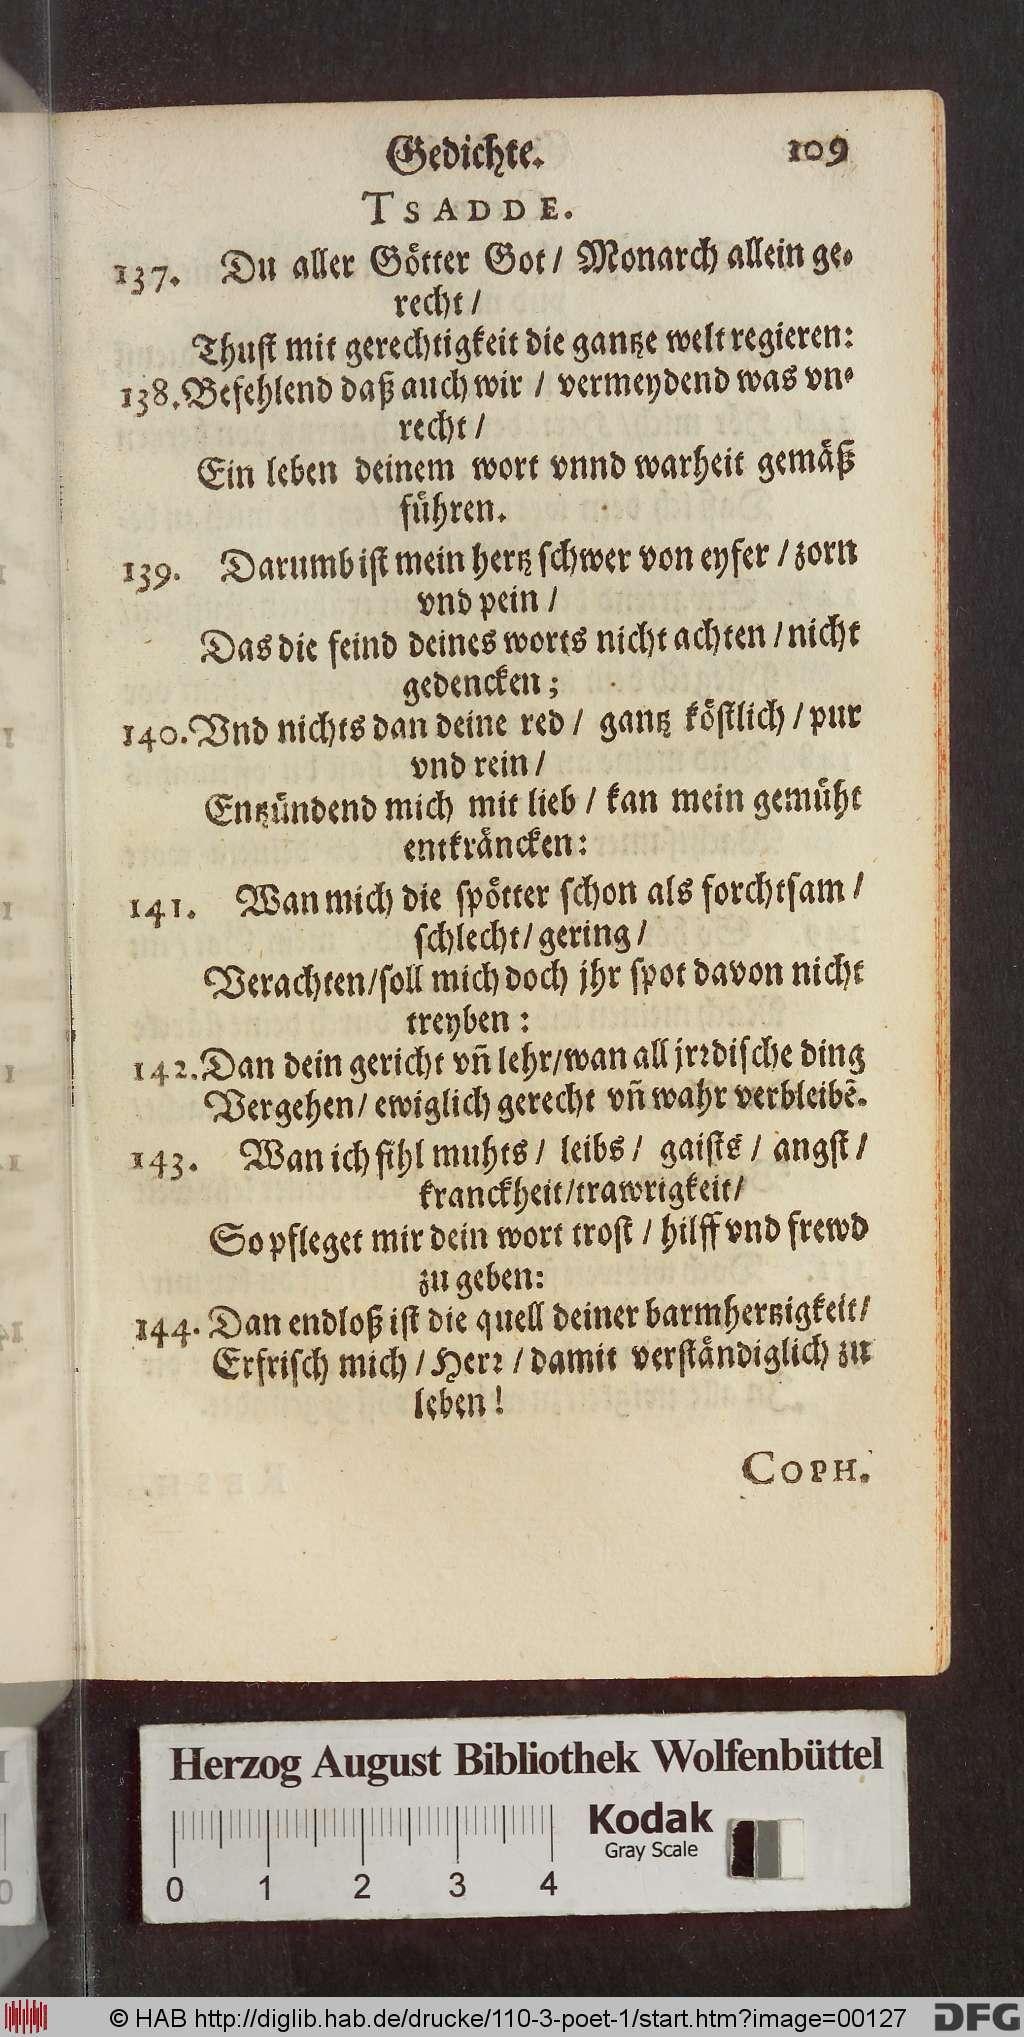 Gedichte. 109
TSADDE.
137. Du aller Götter Got / Monarch allein ge-
recht /
Thust mit gerechtigkeit die gantze welt regieren:
138. Befehlend daß auch wir / vermeydend was vn-
recht /
Ein leben deinem wort vnnd warheit gemäß
führen.
139. Darumb ist mein hertz schwer von eyfer / zorn
vnd pein /
Das die feind deines worts nicht achten / nicht
gedencken;
140. Vnd nichts dan deine red / gantz köstlich / pur
vnd rein /
Entzündend mich mit lieb / kan mein gemüht
entkräncken:
141. Wan mich die spötter schon als forchtsam /
schlecht / gering /
Verachten / soll mich doch jhr spot davon nicht
treyben:
142. Dan dein gericht vñ lehr / wan all jrꝛdische ding
Vergehen / ewiglich gerecht vñ wahr verbleibẽ.
143. Wan ich fihl muhts / leibs / gaists / angst /
kranckheit / trawrigkeit /
So pfleget mir dein wort trost / hilff vnd frewd
zu geben:
144. Dan endloß ist die quell deiner barmhertzigkeit /
Erfrisch mich / Herꝛ / damit verständiglich zu
leben!
COPH.
Herzog August Bibliothek Wolfenbüttel
Kodak
Gray Scale
0 1 2 3 4
© HAB http://diglib.hab.de/drucke/110-3-poet-1/start.htm?image=00127 DFG